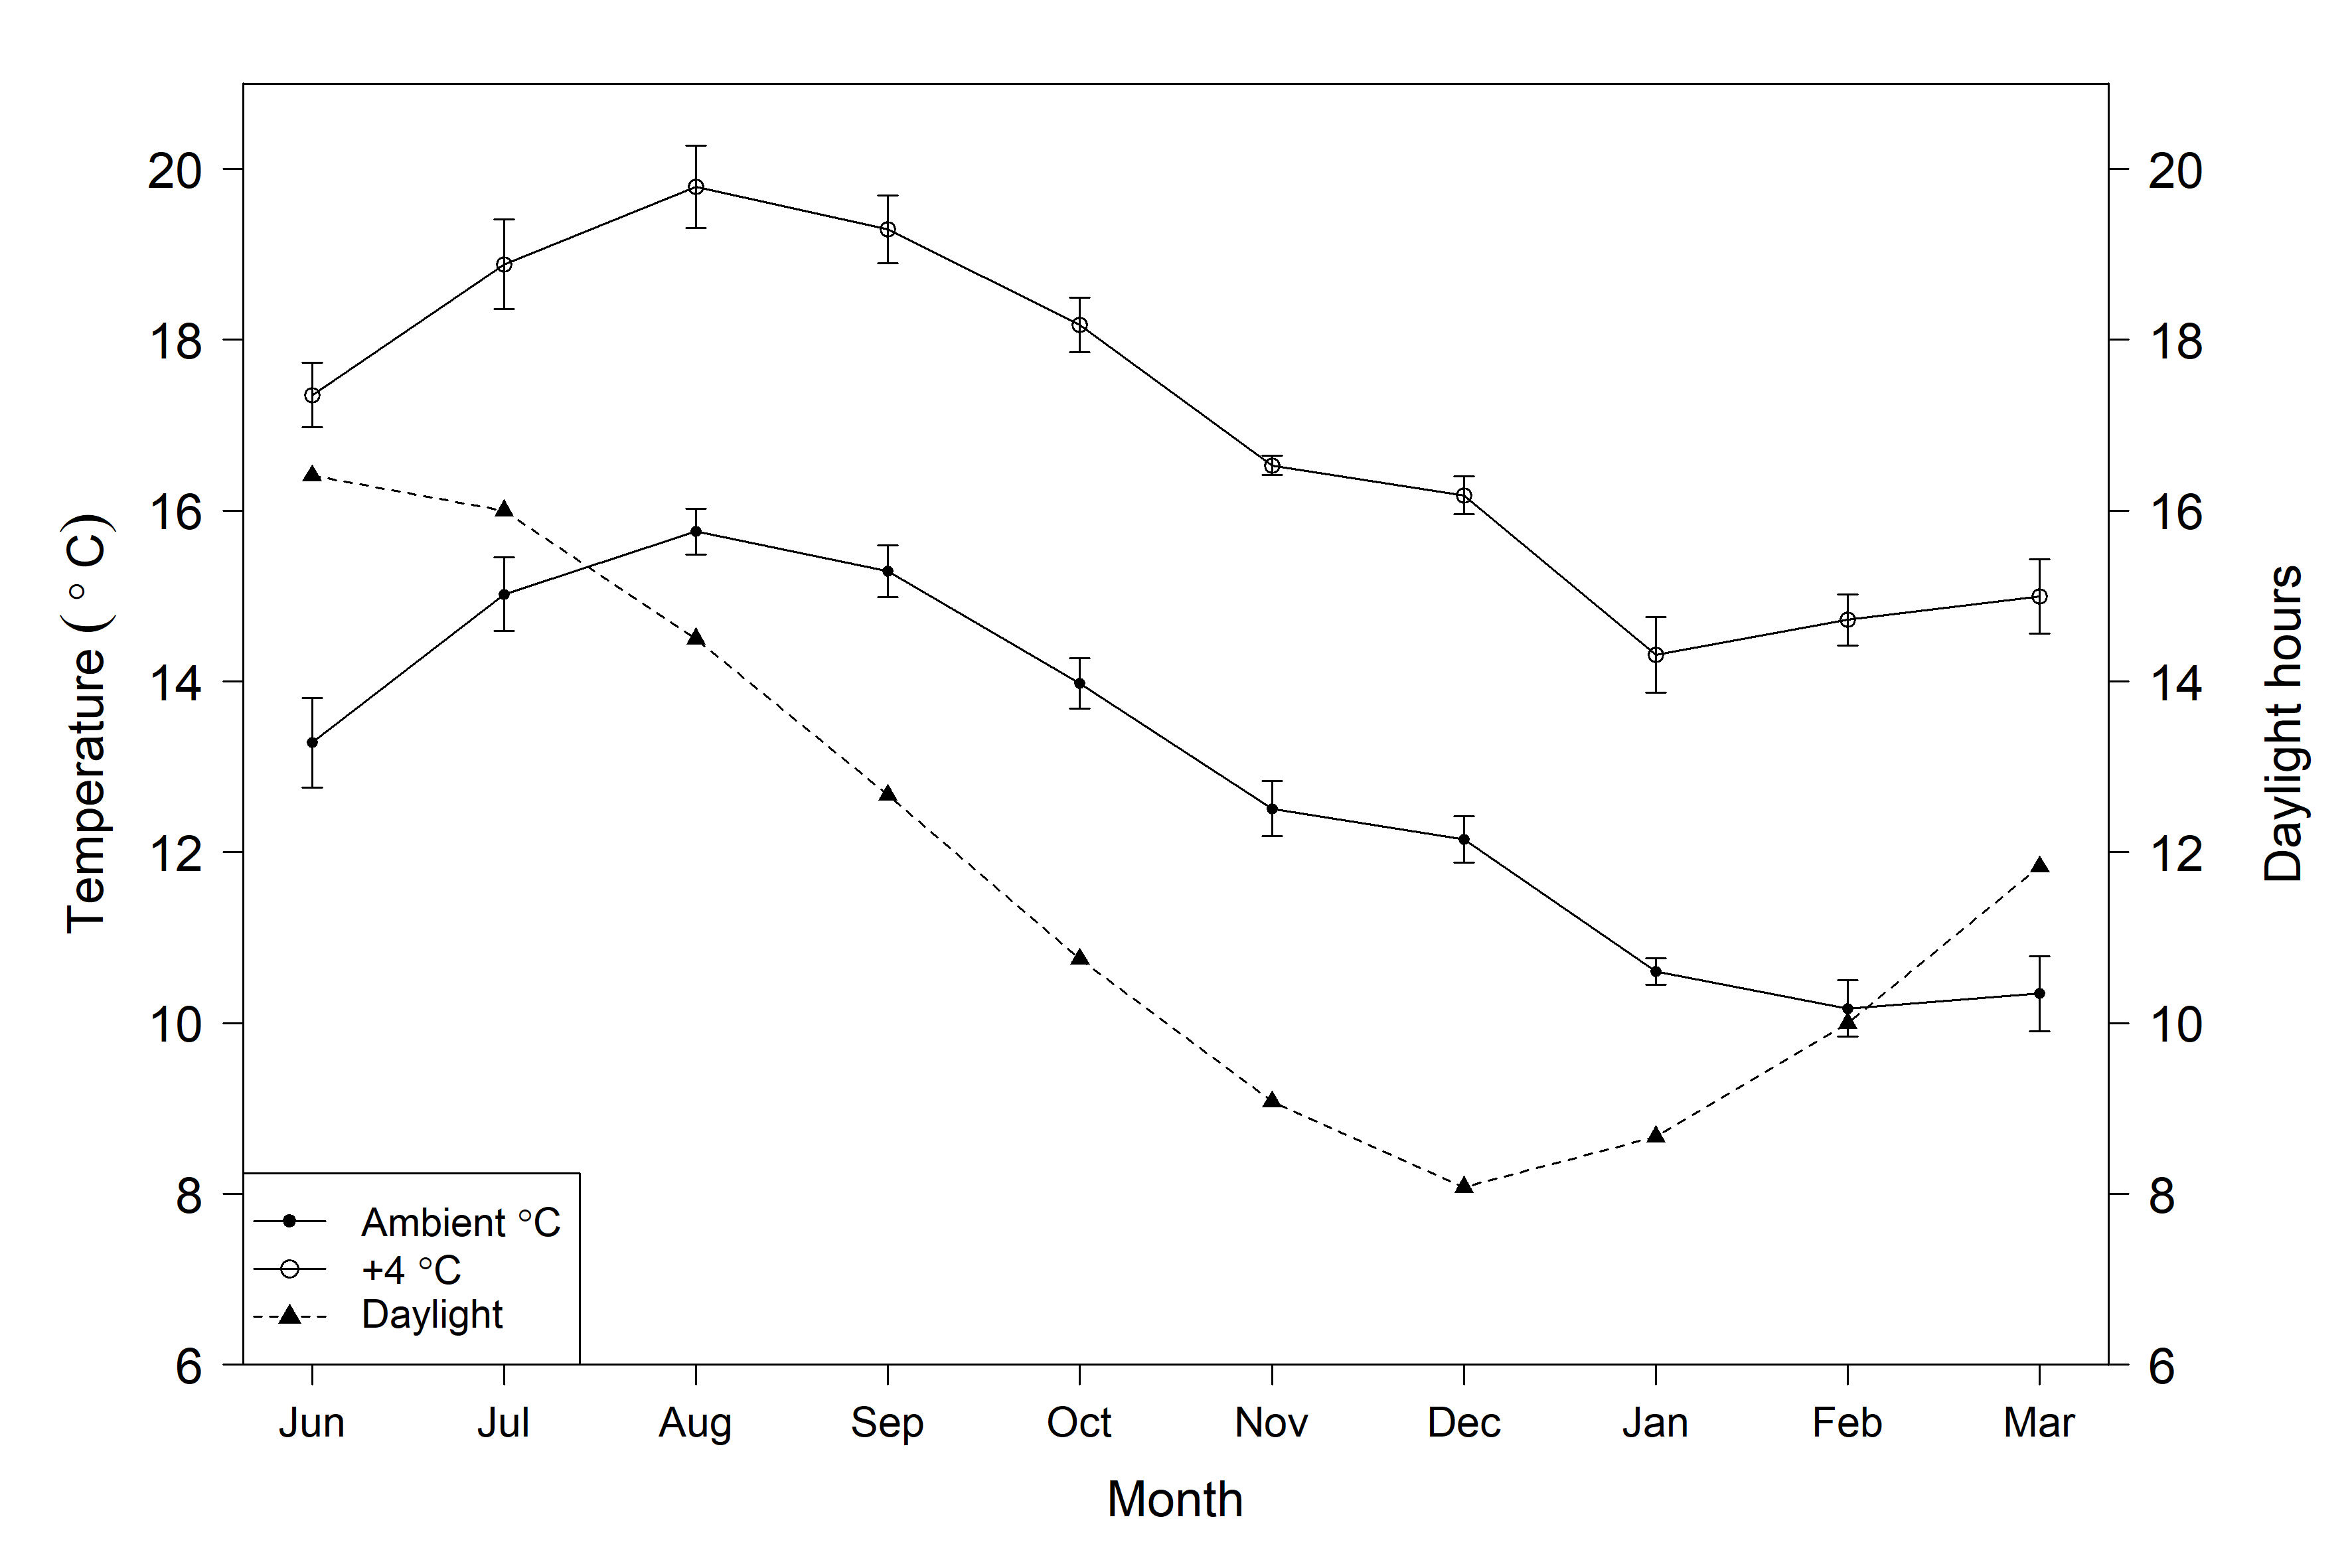 20
18
16
14
12
10
8
6
Temperature ( ° C)
20
18
16
14
12
10
8
6
Daylight hours
Ambient °C
+4 °C
Daylight
Jun Jul Aug Sep Oct Nov Dec Jan Feb Mar
Month